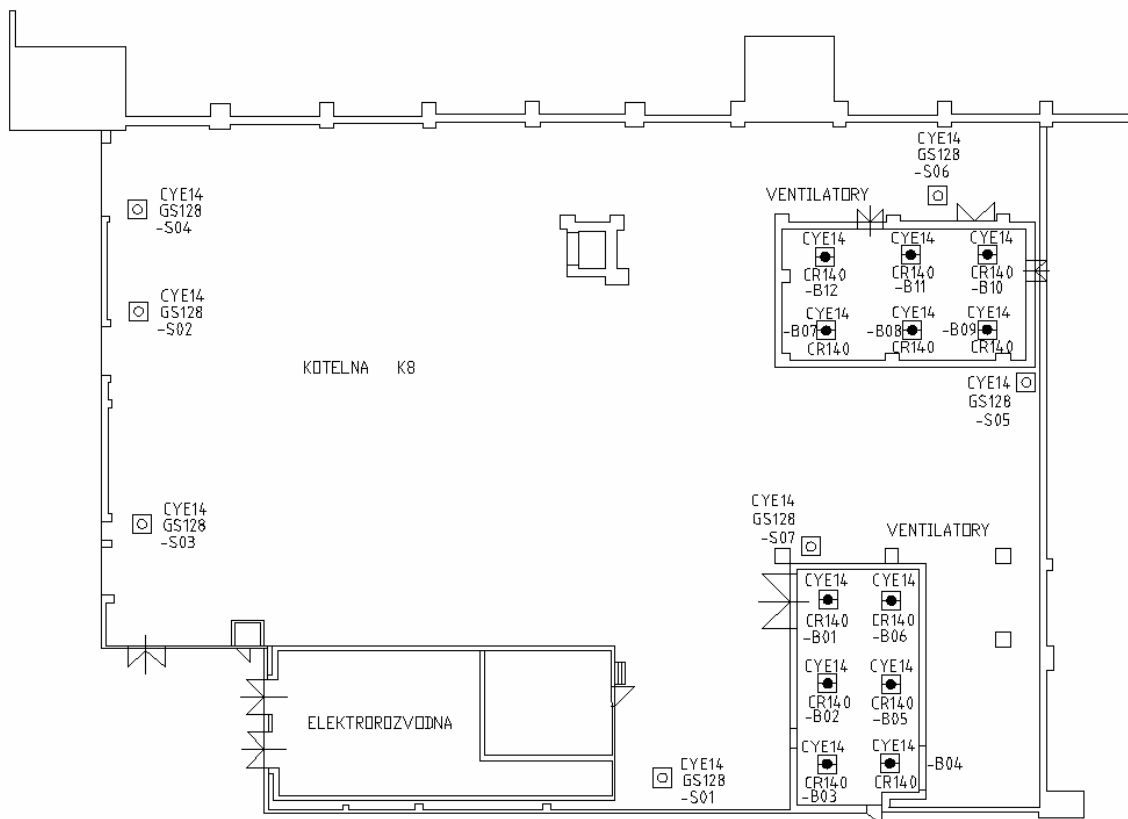 CYE14
GS128
-S06
CYE14
GS128
-S04
VENTILATORY
CYE14
CR140
-B12
CYE14
CR140
-B11
CYE14
CR140
-B10
CYE14
GS128
-S02
CYE14
-B07
CR140
CYE14
-B08
CR140
CYE14
-B09
CR140
KOTELNA K8
CYE14
GS128
-S05
CYE14
GS128
-S03
CYE14
GS128
-S07
VENTILATORY
CYE14
CR140
-B01
CYE14
CR140
-B06
CYE14
CR140
-B02
CYE14
CR140
-B05
ELEKTROROZVODNA
CYE14
GS128
-S01
CYE14
CR140
-B03
CYE14
CR140
-B04